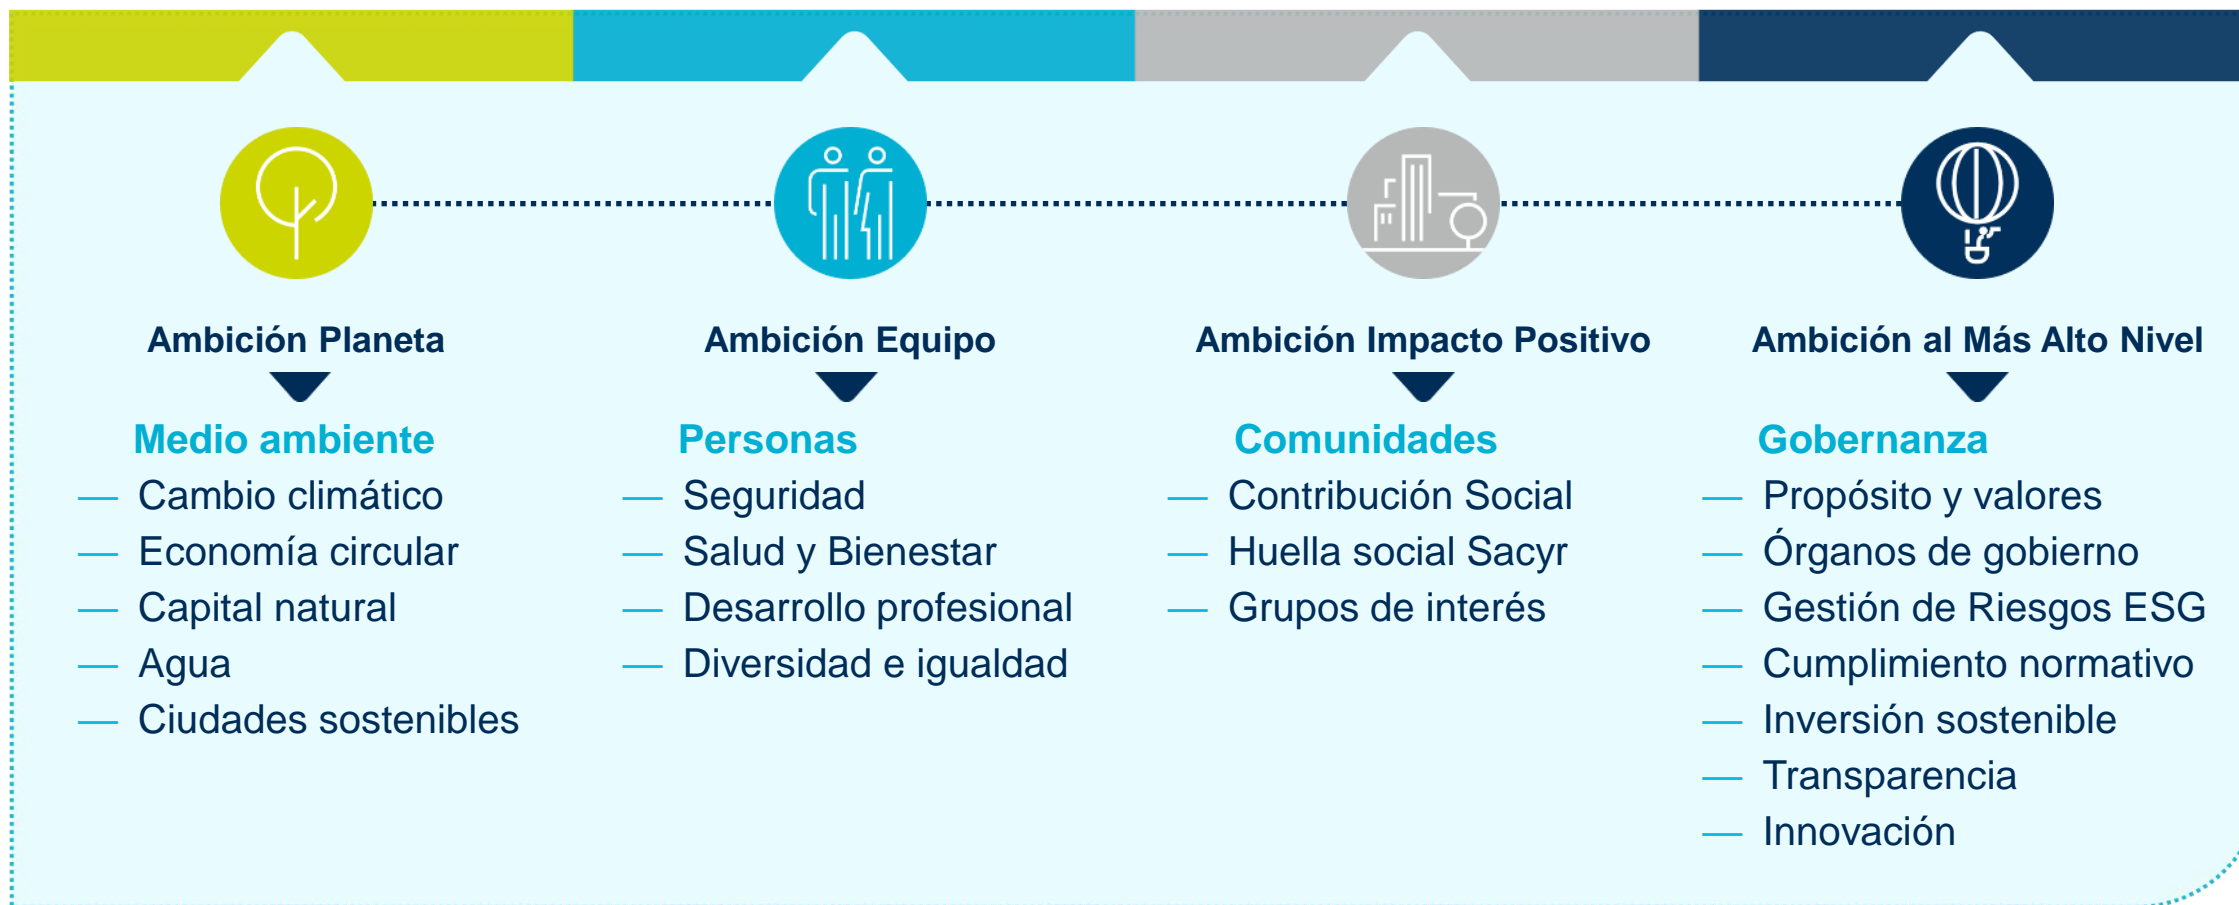 Ambición Planeta
Medio ambiente
— Cambio climático
— Economía circular
— Capital natural
— Agua
— Ciudades sostenibles
Ambición Equipo
Personas
— Seguridad
— Salud y Bienestar
— Desarrollo profesional
— Diversidad e igualdad
Ambición Impacto Positivo
Comunidades
— Contribución Social
— Huella social Sacyr
— Grupos de interés
Ambición al Más Alto Nivel
Gobernanza
— Propósito y valores
— Órganos de gobierno
— Gestión de Riesgos ESG
— Cumplimiento normativo
— Inversión sostenible
— Transparencia
— Innovación